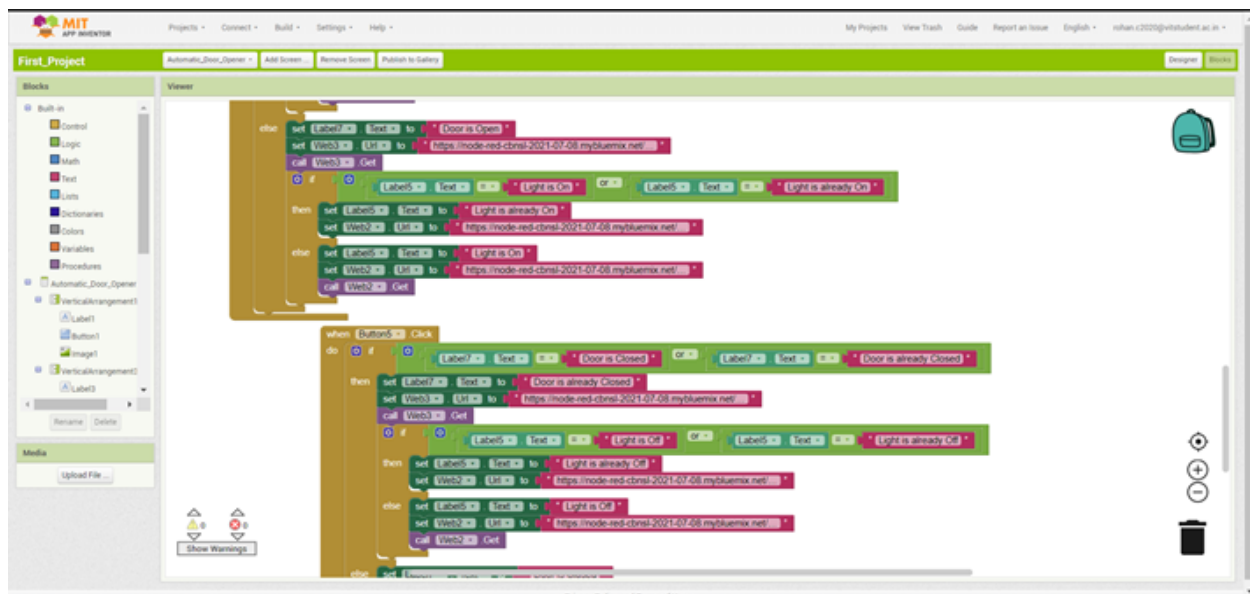 MIT
APP INVENTOR
Projects Connect Build Settings Help My Projects View Trash Guide Report an Issue English rohan.c2020@vitstudent.ac.in
First_Project Automatic_Door_Opener Add Screen ... Remove Screen Publish to Gallery Designer Blocks
Blocks
Built-in
Control
Logic
Math
Text
Lists
Dictionaries
Colors
Variables
Procedures
Automatic_Door_Opener
VerticalArrangement1
Label1
Button1
Image1
VerticalArrangement
Label3
Rename Delete
Media
Upload File ...
Viewer
else set Label7 . Text to " Door is Open "
set Web3 . Url to " https://node-red-cbnsl-2021-07-08.mybluemix.net/... "
call Web3 .Get
if Label5 . Text = " Light is On " or Label5 . Text = " Light is already On "
then set Label5 . Text to " Light is already On "
set Web2 . Url to " https://node-red-cbnsl-2021-07-08.mybluemix.net/... "
else set Label5 . Text to " Light is On "
set Web2 . Url to " https://node-red-cbnsl-2021-07-08.mybluemix.net/... "
call Web2 .Get
when Button5 .Click
do if Label7 . Text = " Door is Closed " or Label7 . Text = " Door is already Closed "
then set Label7 . Text to " Door is already Closed "
set Web3 . Url to " https://node-red-cbnsl-2021-07-08.mybluemix.net/... "
call Web3 .Get
if Label5 . Text = " Light is Off " or Label5 . Text = " Light is already Off "
then set Label5 . Text to " Light is already Off "
set Web2 . Url to " https://node-red-cbnsl-2021-07-08.mybluemix.net/... "
else set Label5 . Text to " Light is Off "
set Web2 . Url to " https://node-red-cbnsl-2021-07-08.mybluemix.net/... "
call Web2 .Get
else set
0 0
Show Warnings